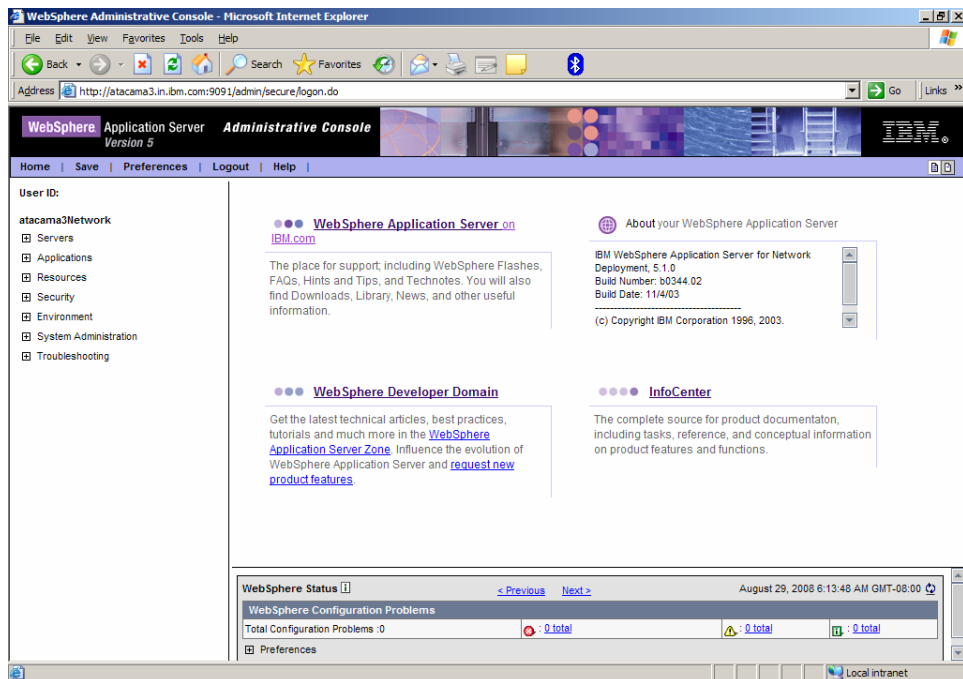 WebSphere Administrative Console - Microsoft Internet Explorer
File Edit View Favorites Tools Help
Back Search Favorites
Address http://atacama3.in.ibm.com:9091/admin/secure/logon.do Go Links »
WebSphere Application Server Administrative Console
Version 5
IBM
Home | Save | Preferences | Logout | Help |
User ID:
atacama3Network
Servers
Applications
Resources
Security
Environment
System Administration
Troubleshooting
WebSphere Application Server on
IBM.com
The place for support; including WebSphere Flashes,
FAQs, Hints and Tips, and Technotes. You will also
find Downloads, Library, News, and other useful
information.
About your WebSphere Application Server
IBM WebSphere Application Server for Network
Deployment, 5.1.0
Build Number: b0344.02
Build Date: 11/4/03
----------------------------------------
(c) Copyright IBM Corporation 1996, 2003.
WebSphere Developer Domain
Get the latest technical articles, best practices,
tutorials and much more in the WebSphere
Application Server Zone. Influence the evolution of
WebSphere Application Server and request new
product features.
InfoCenter
The complete source for product documentaton,
including tasks, reference, and conceptual information
on product features and functions.
WebSphere Status i < Previous Next > August 29, 2008 6:13:48 AM GMT-08:00
WebSphere Configuration Problems
Total Configuration Problems :0 : 0 total : 0 total : 0 total
Preferences
Local intranet